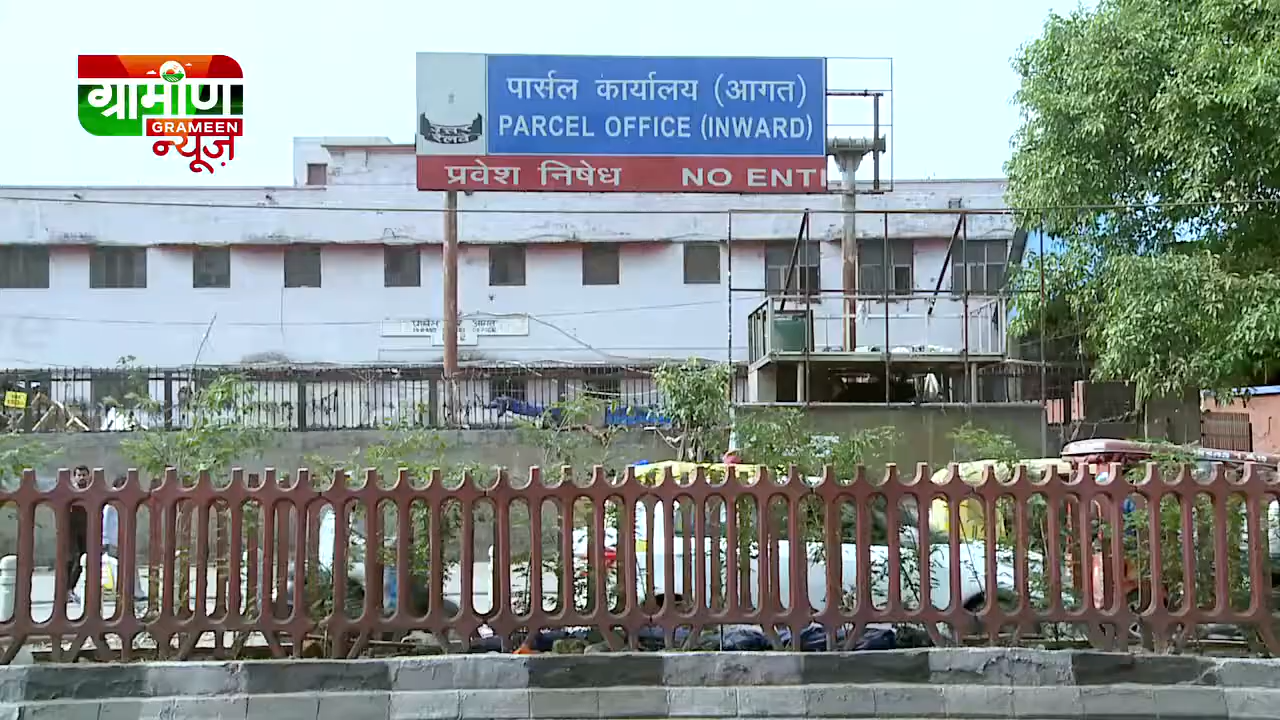 ग्रामीण
GRAMEEN
न्यूज़
पार्सल कार्यालय (आगत)
PARCEL OFFICE (INWARD)
प्रवेश निषेध NO ENT